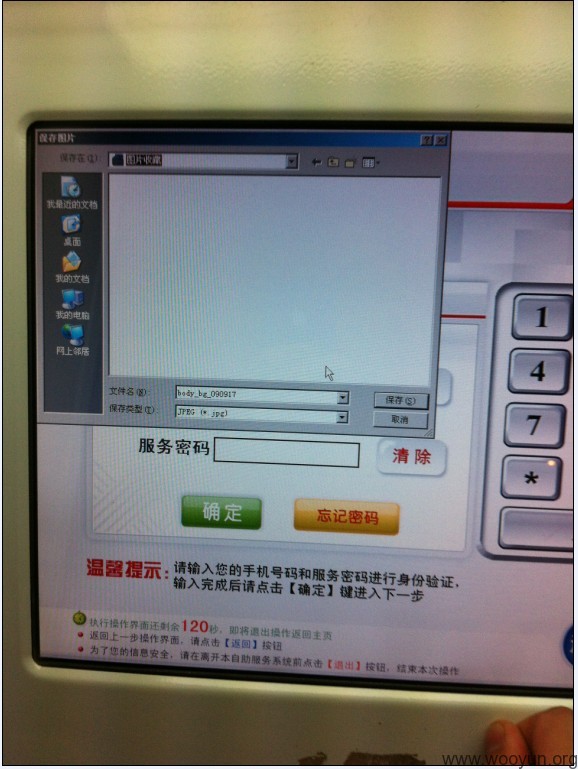 保存图片
保存在(I):
图片收藏
我最近的文档
桌面
我的文档
我的电脑
网上邻居
文件名(N):
body_bg_090917
保存(S)
保存类型(T):
JPEG (*.jpg)
取消
1
4
7
*
服务密码
清除
确定
忘记密码
温馨提示:请输入您的手机号码和服务密码进行身份验证,
输入完成后请点击【确定】键进入下一步
执行操作界面还剩余120秒,即将退出操作返回主页
返回上一步操作界面,请点击【返回】按钮
为了您的信息安全,请在离开本自助服务系统前点击【退出】按钮,结束本次操作
www.wooyun.org